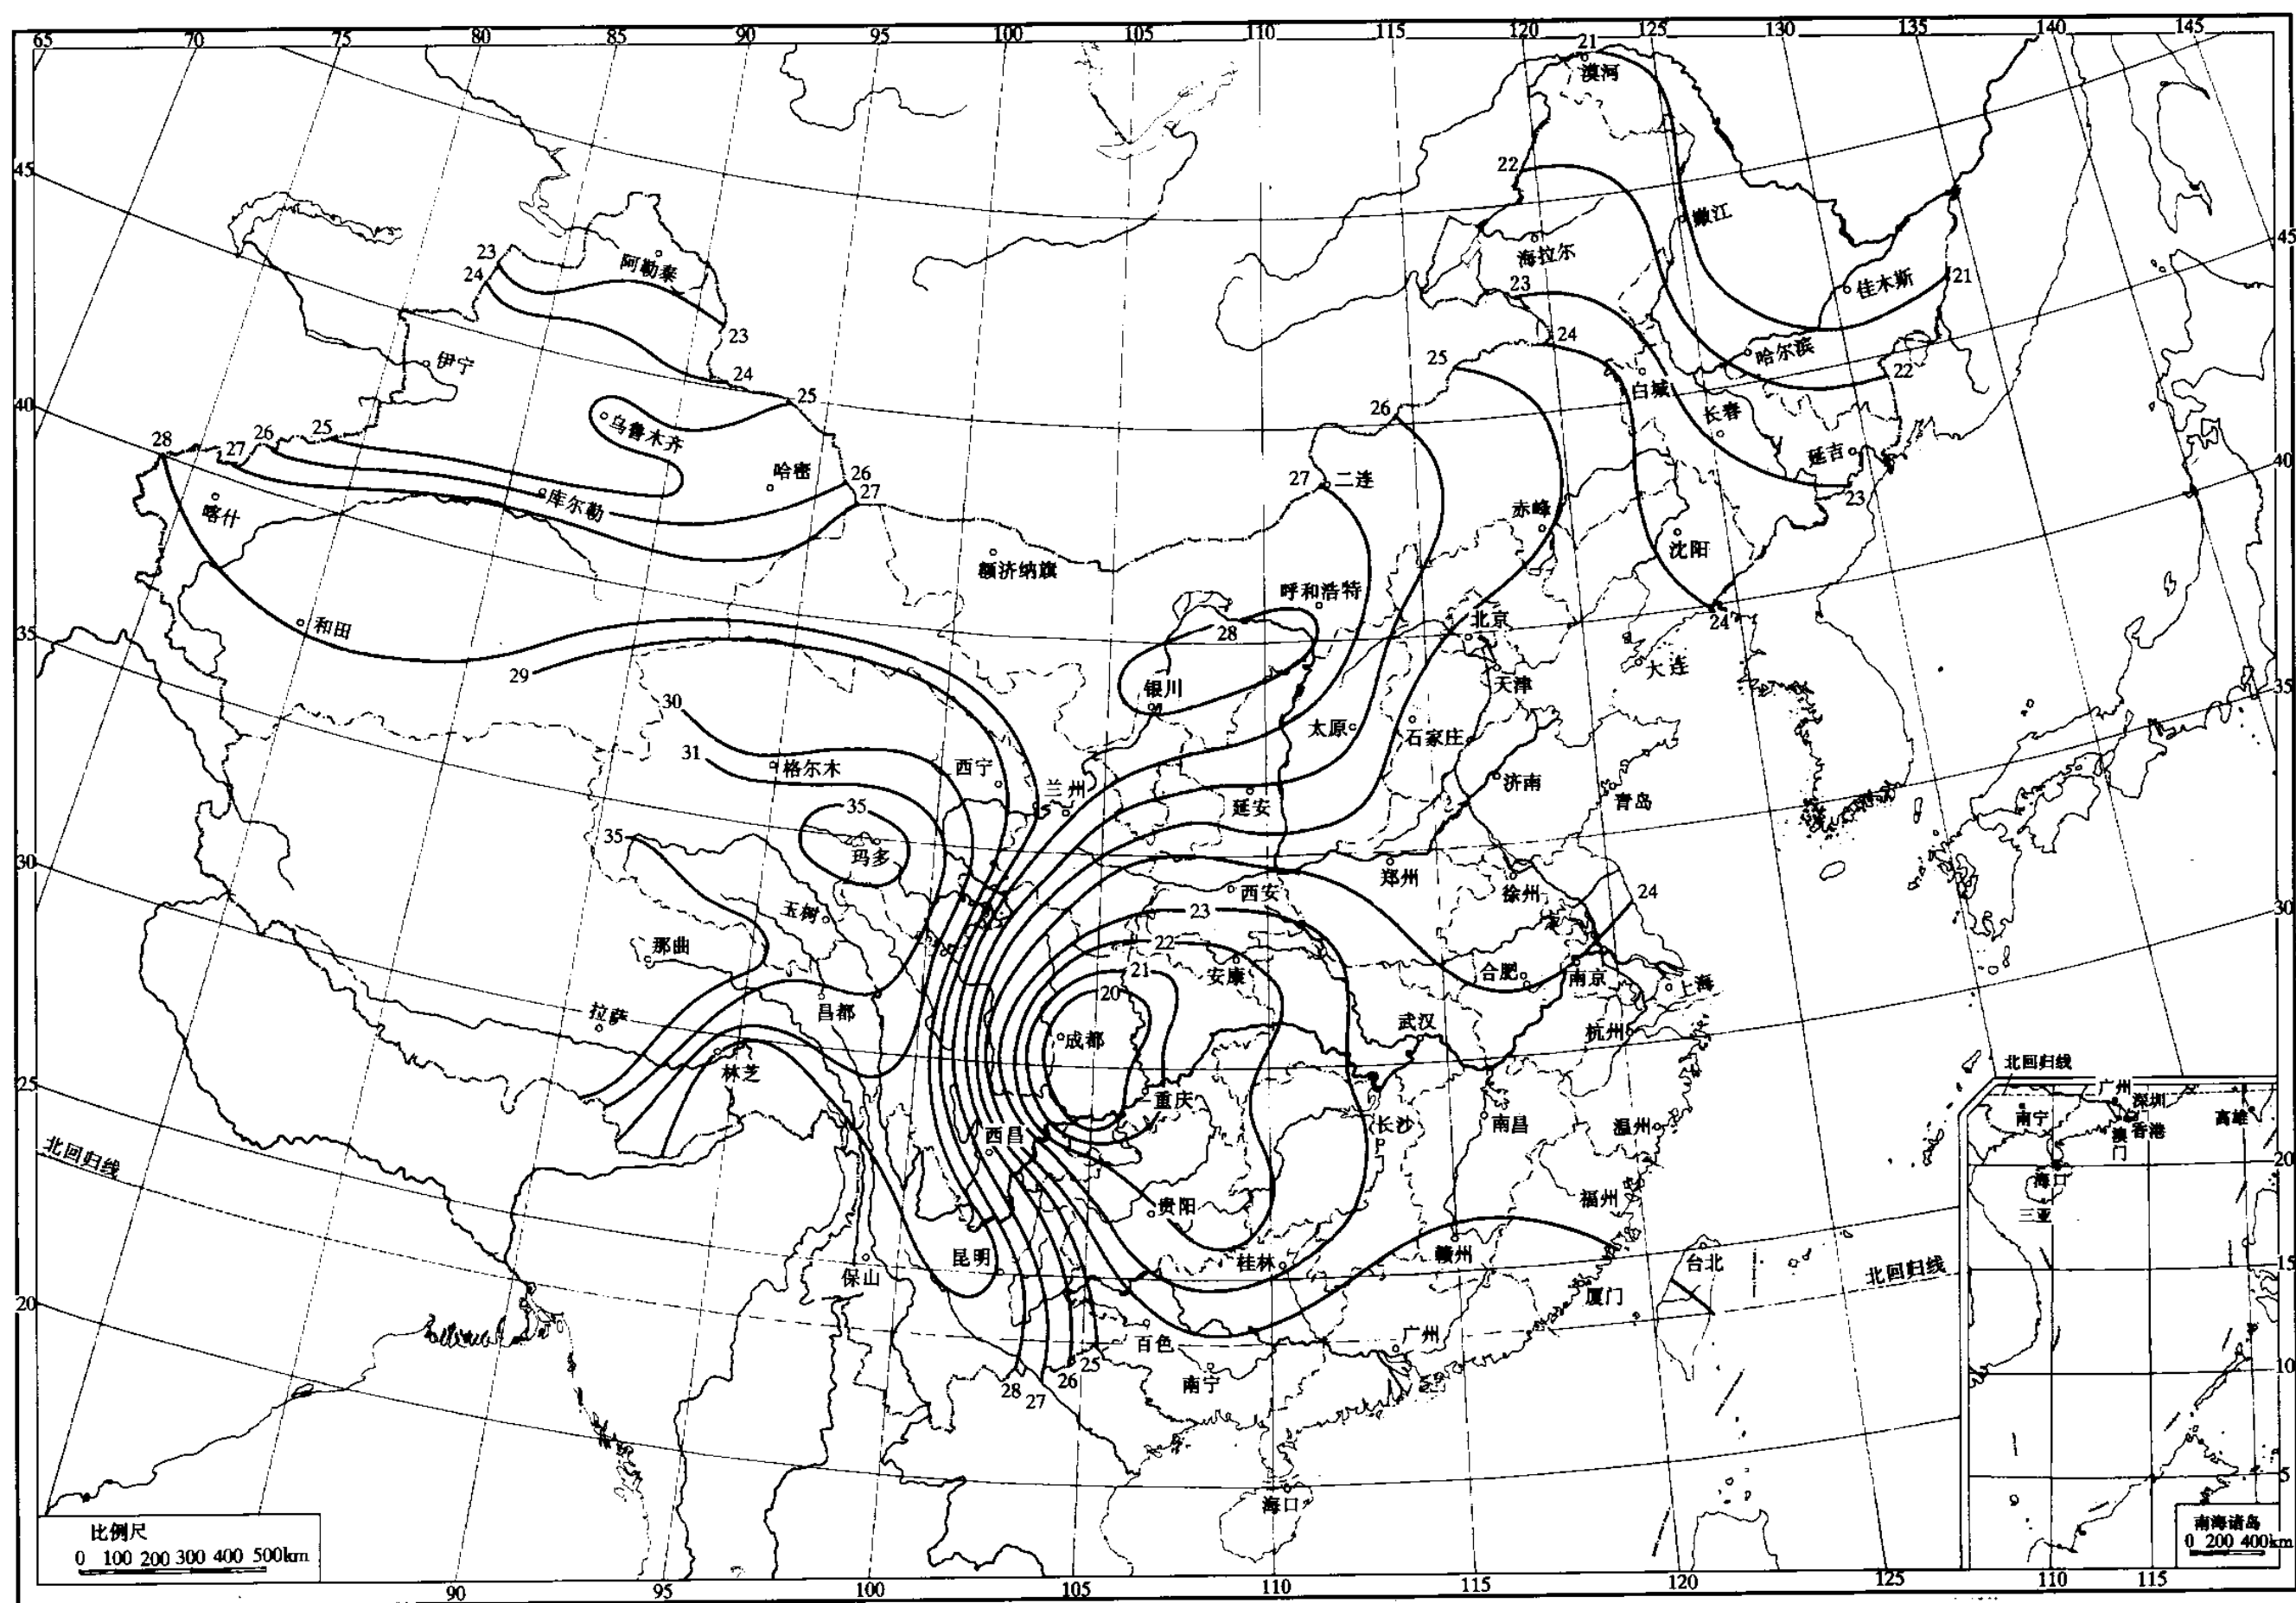 65 70 75 80 85 90 95 100 105 110 115 120 125 130 135 140 145
21
漠河
45
22
嫩江
45
海拉尔
23
阿勒泰
24
23
佳木斯
21
23
24
哈尔滨
25
伊宁
24
22
白城
25
40
26
长春
乌鲁木齐
25
26
27
28
延吉
40
哈密
26
27
27
二连
23
库尔勒
赤峰
喀什
沈阳
额济纳旗
呼和浩特
北京
24
35
和田
28
大连
29
银川
天津
35
30
太原
石家庄
31
格尔木
西宁
济南
兰州
青岛
35
延安
35
玛多
30
郑州
西安
徐州
24
玉树
23
30
那曲
22
21
安康
合肥
南京
上海
20
拉萨
昌都
武汉
杭州
成都
北回归线
林芝
25
重庆
广州
深圳
南宁
高雄
香港
澳门
长沙
南昌
温州
西昌
北回归线
20
海口
贵阳
福州
三亚
昆明
桂林
赣州
台北
保山
北回归线
15
20
厦门
广州
百色
25
10
南宁
26
28
27
5
海口
南海诸岛
比例尺
0 200 400km
0 100 200 300 400 500km
90 95 100 105 110 115 120 125 110 115